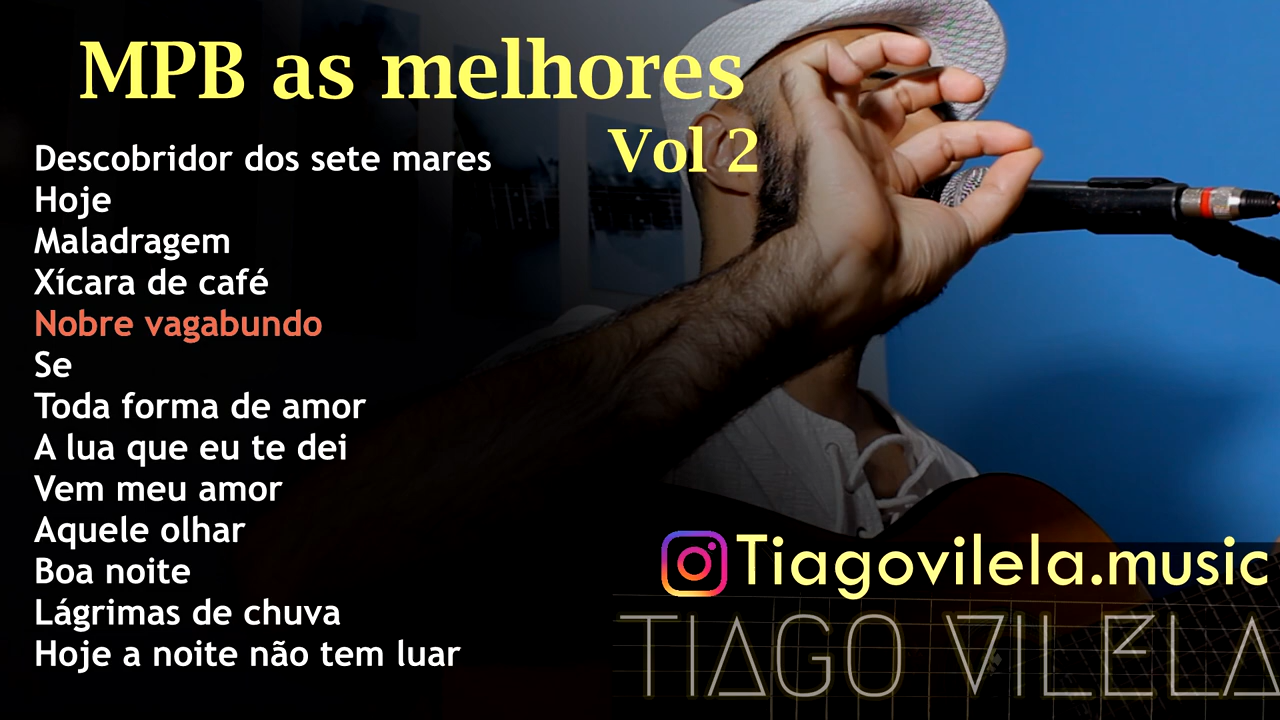 MPB as melhores
Vol 2
Descobridor dos sete mares
Hoje
Maladragem
Xícara de café
Nobre vagabundo
Se
Toda forma de amor
A lua que eu te dei
Vem meu amor
Aquele olhar
Boa noite
Lágrimas de chuva
Hoje a noite não tem luar
Tiagovilela.music
TIAGO VILELA